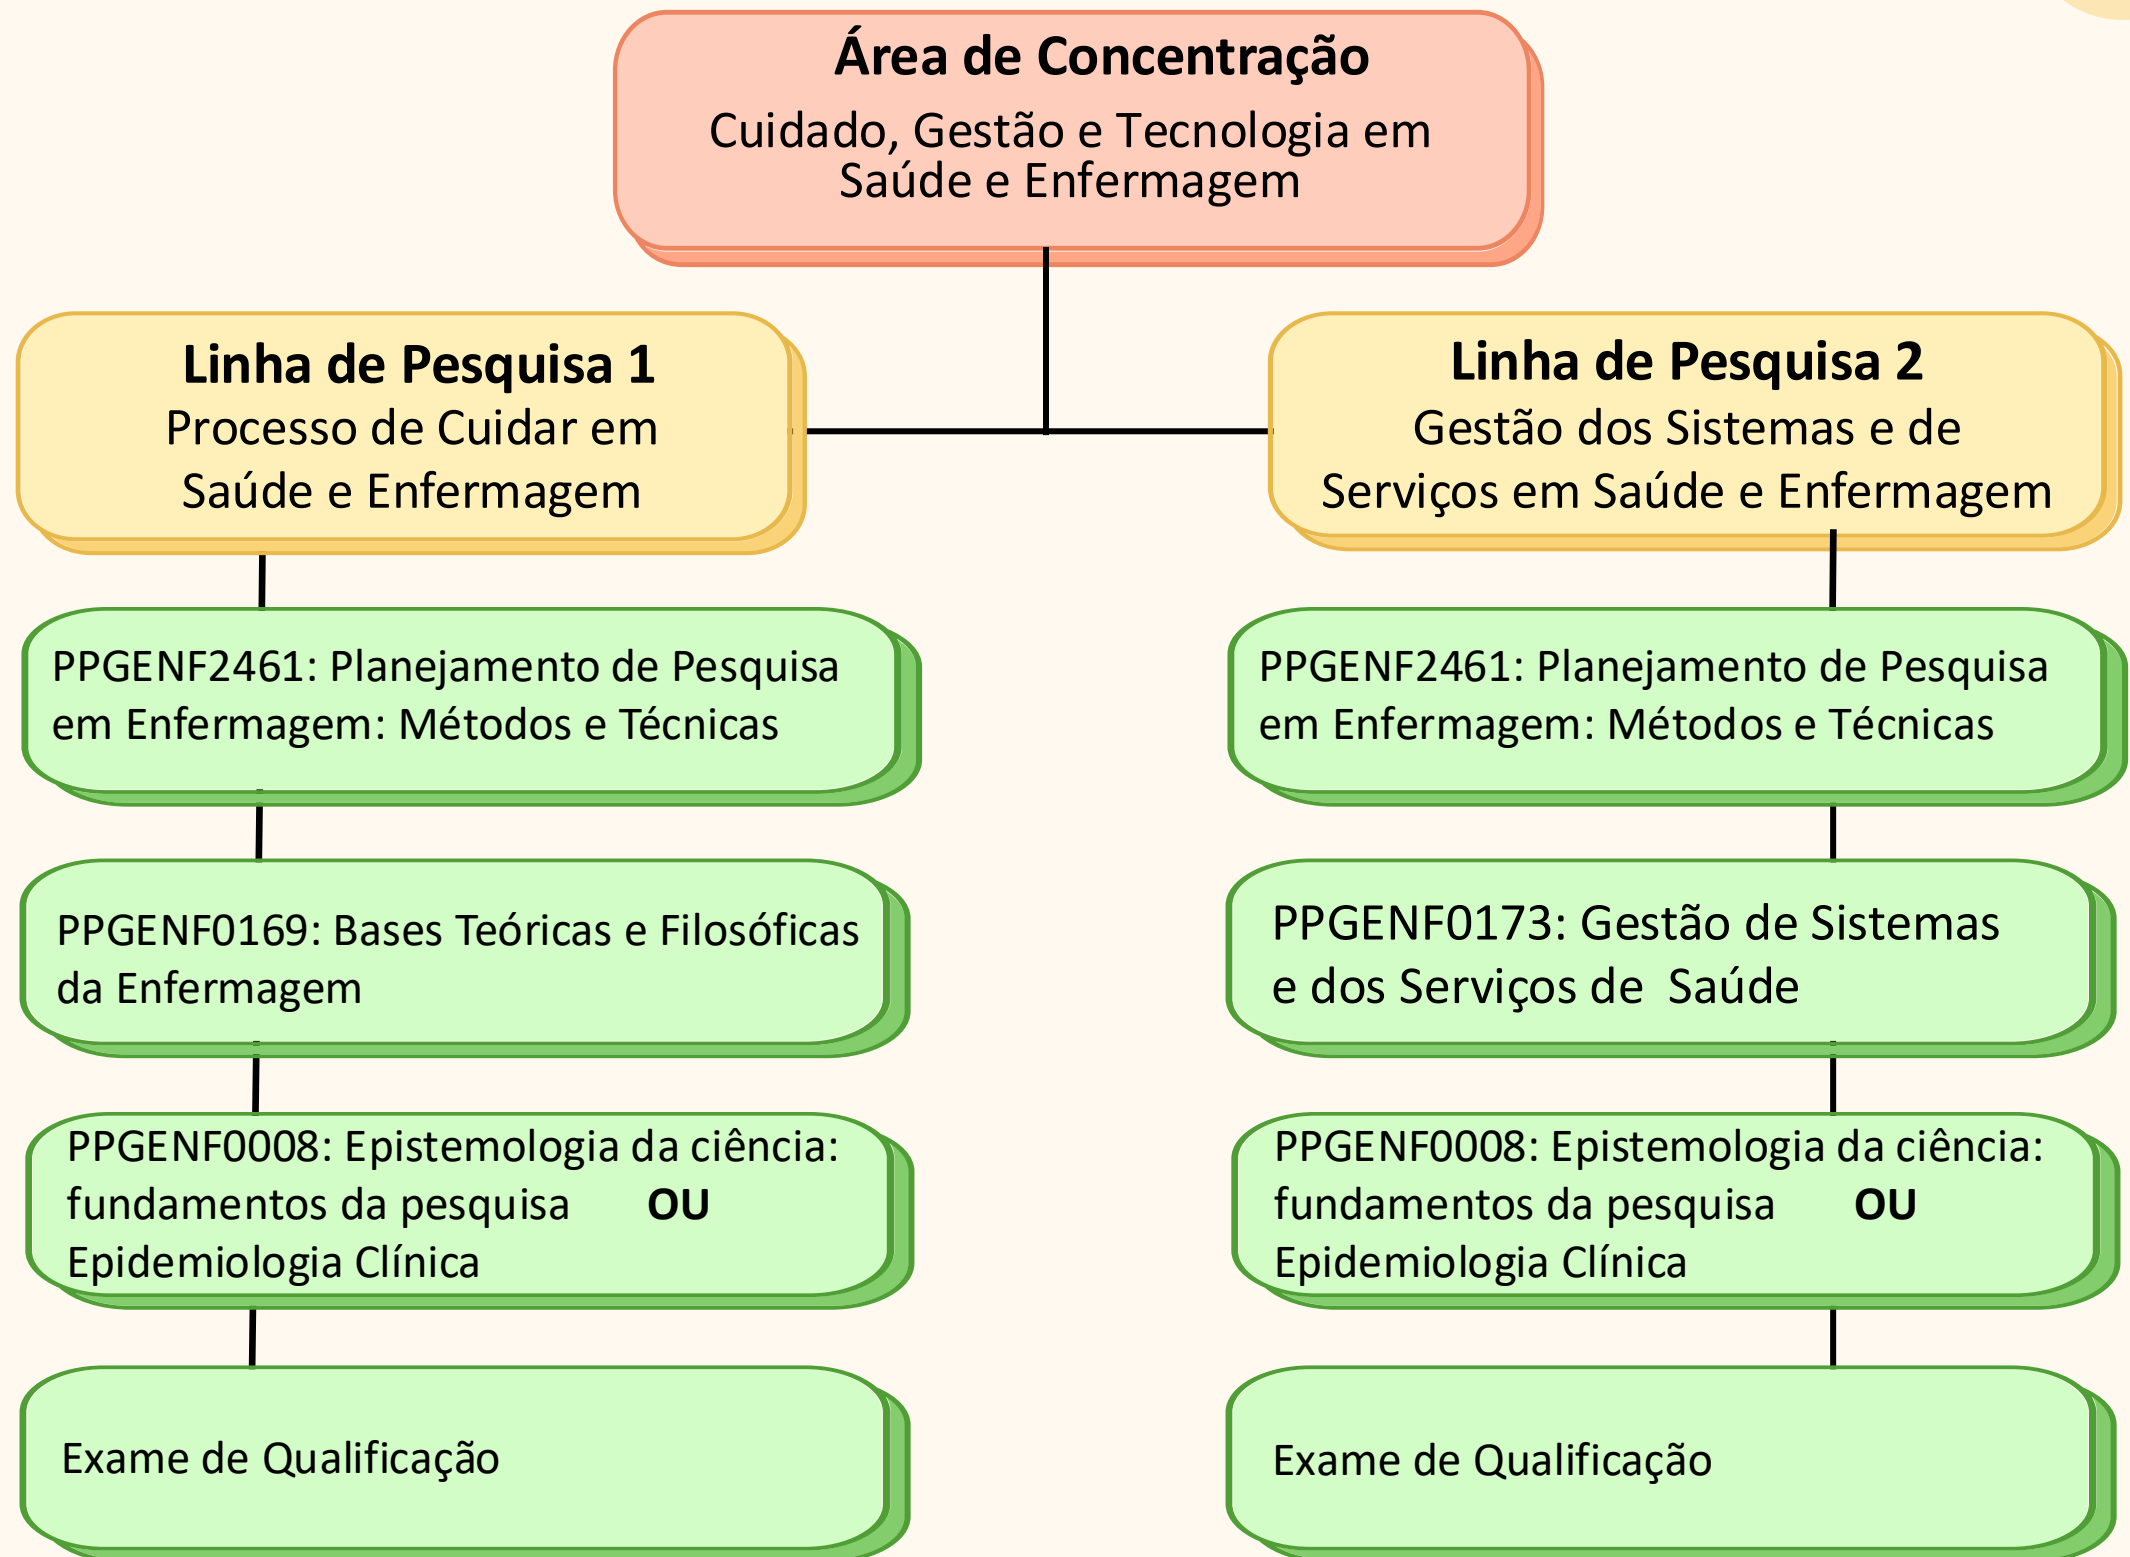 Área de Concentração
Cuidado, Gestão e Tecnologia em
Saúde e Enfermagem
Linha de Pesquisa 1
Processo de Cuidar em
Saúde e Enfermagem
Linha de Pesquisa 2
Gestão dos Sistemas e de
Serviços em Saúde e Enfermagem
PPGENF2461: Planejamento de Pesquisa
em Enfermagem: Métodos e Técnicas
PPGENF2461: Planejamento de Pesquisa
em Enfermagem: Métodos e Técnicas
PPGENF0169: Bases Teóricas e Filosóficas
da Enfermagem
PPGENF0173: Gestão de Sistemas
e dos Serviços de Saúde
PPGENF0008: Epistemologia da ciência:
fundamentos da pesquisa OU
Epidemiologia Clínica
PPGENF0008: Epistemologia da ciência:
fundamentos da pesquisa OU
Epidemiologia Clínica
Exame de Qualificação
Exame de Qualificação